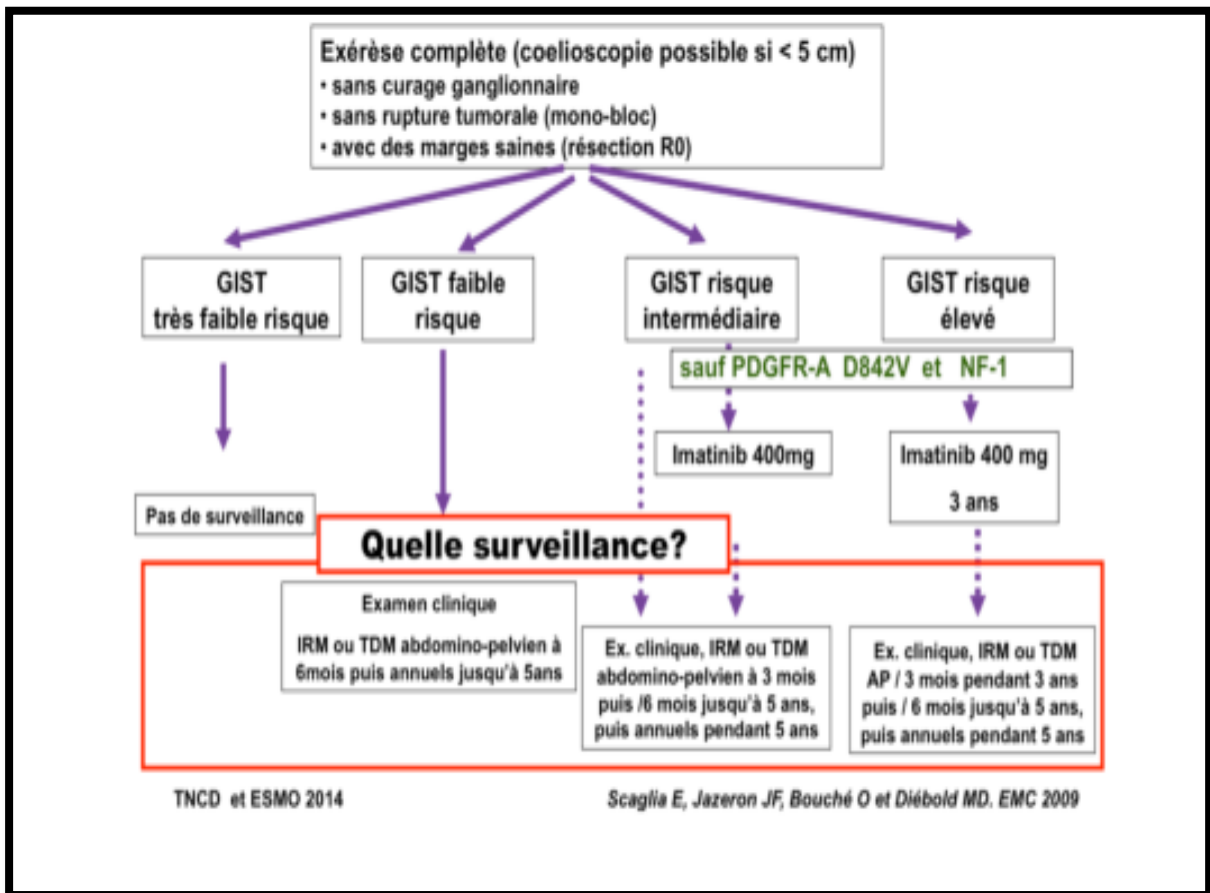 Exérèse complète (coelioscopie possible si < 5 cm)
• sans curage ganglionnaire
• sans rupture tumorale (mono-bloc)
• avec des marges saines (résection R0)
GIST
très faible risque
GIST faible
risque
GIST risque
intermédiaire
GIST risque
élevé
sauf PDGFR-A D842V et NF-1
Imatinib 400mg
Imatinib 400 mg
3 ans
Pas de surveillance
Quelle surveillance?
Examen clinique
IRM ou TDM abdomino-pelvien à
6mois puis annuels jusqu'à 5ans
Ex. clinique, IRM ou TDM
abdomino-pelvien à 3 mois
puis /6 mois jusqu'à 5 ans,
puis annuels pendant 5 ans
Ex. clinique, IRM ou TDM
AP / 3 mois pendant 3 ans
puis / 6 mois jusqu'à 5 ans,
puis annuels pendant 5 ans
TNCD et ESMO 2014
Scaglia E, Jazeron JF, Bouché O et Diébold MD. EMC 2009